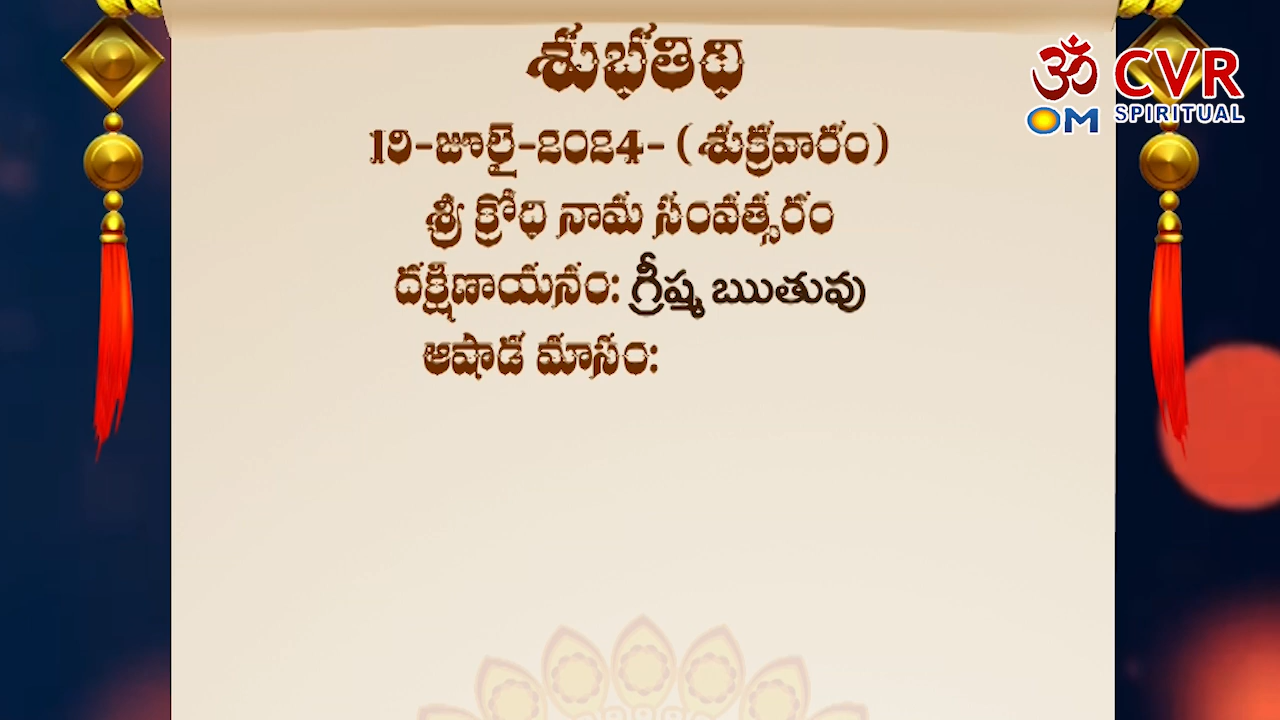 శుభతిధి
19-జూలై-2024- ( శుక్రవారం)
శ్రీ క్రోధి నామ సంవత్సరం
దక్షిణాయనం: గ్రీష్మ ఋతువు
ఆషాడ మాసం:
ॐ CVR
OM SPIRITUAL